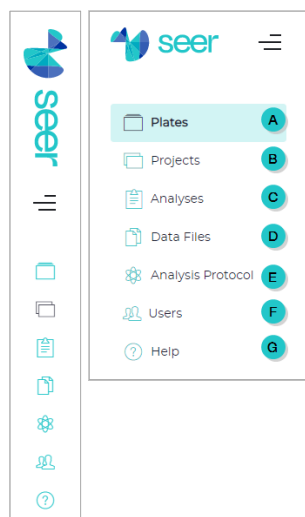 seer
seer
Plates A
Projects B
Analyses C
Data Files D
Analysis Protocol E
Users F
? Help G
?